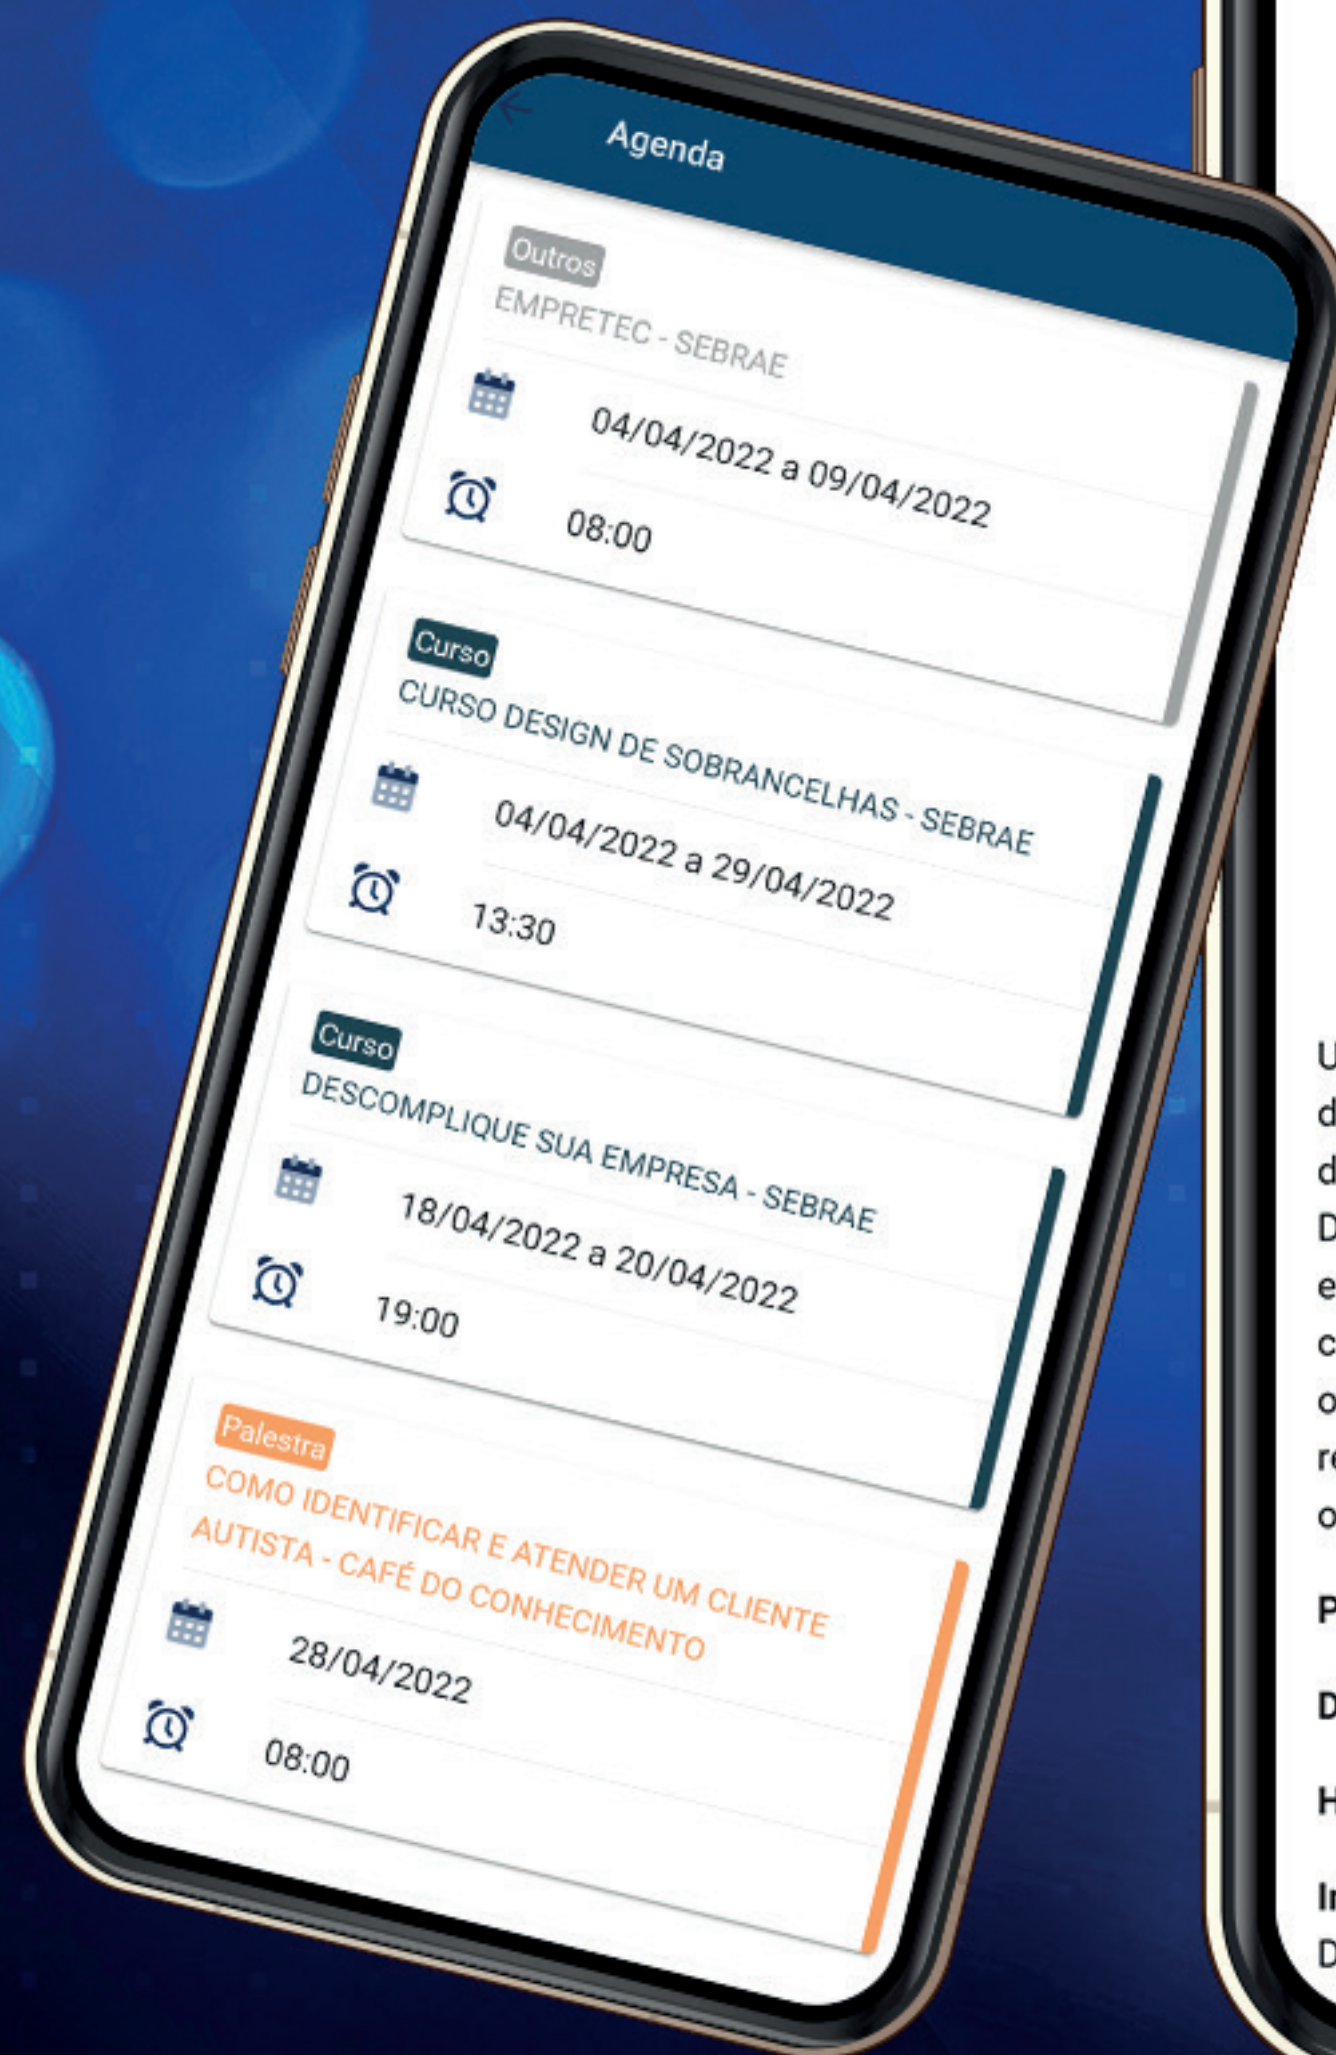 Agenda
Outros
EMPRETEC - SEBRAE
04/04/2022 a 09/04/2022
08:00
Curso
CURSO DESIGN DE SOBRANCELHAS - SEBRAE
04/04/2022 a 29/04/2022
13:30
Curso
DESCOMPLIQUE SUA EMPRESA - SEBRAE
18/04/2022 a 20/04/2022
19:00
Palestra
COMO IDENTIFICAR E ATENDER UM CLIENTE
AUTISTA - CAFÉ DO CONHECIMENTO
28/04/2022
08:00